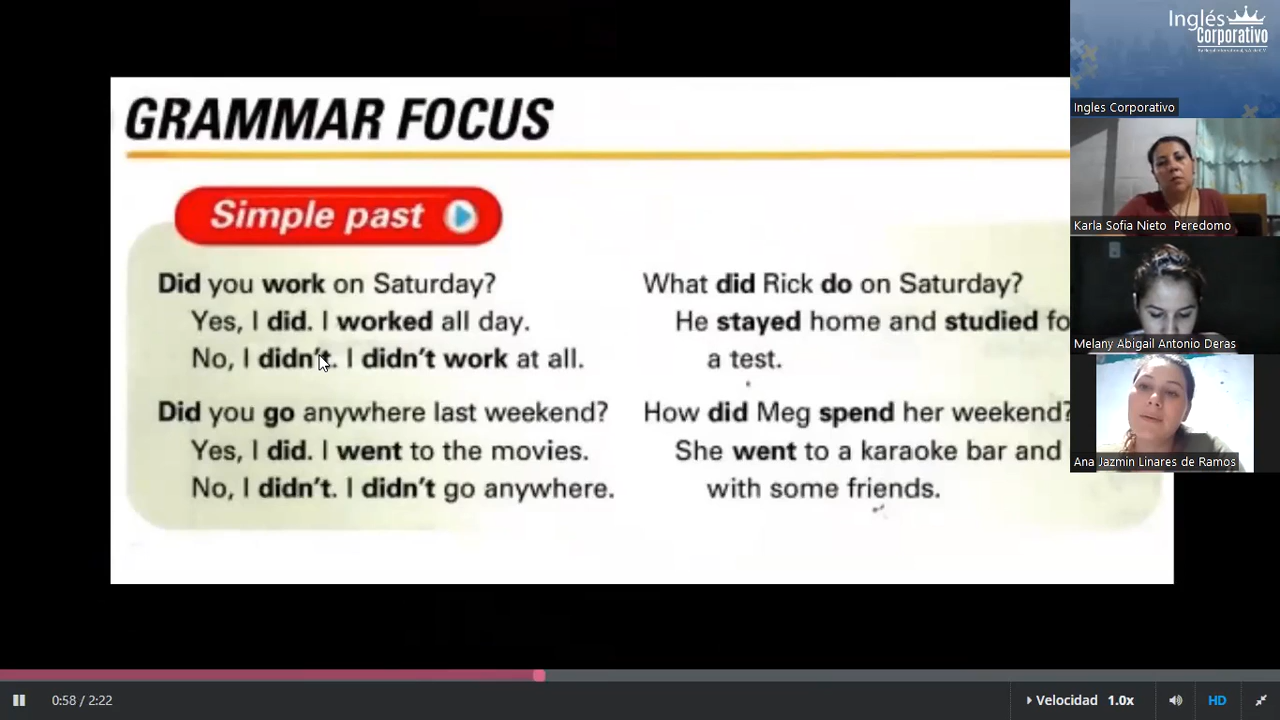 GRAMMAR FOCUS
Simple past
Did you work on Saturday?
Yes, I did. I worked all day.
No, I didn't. I didn't work at all.
Did you go anywhere last weekend?
Yes, I did. I went to the movies.
No, I didn't. I didn't go anywhere.
What did Rick do on Saturday?
He stayed home and studied fo
a test.
How did Meg spend her weekend?
She went to a karaoke bar and
with some friends.
Inglés
Corporativo
Ingles Corporativo
Karla Sofia Nieto Peredomo
Melany Abigail Antonio Deras
Ana Jazmin Linares de Ramos
0:58 / 2:22
Velocidad 1.0x
HD